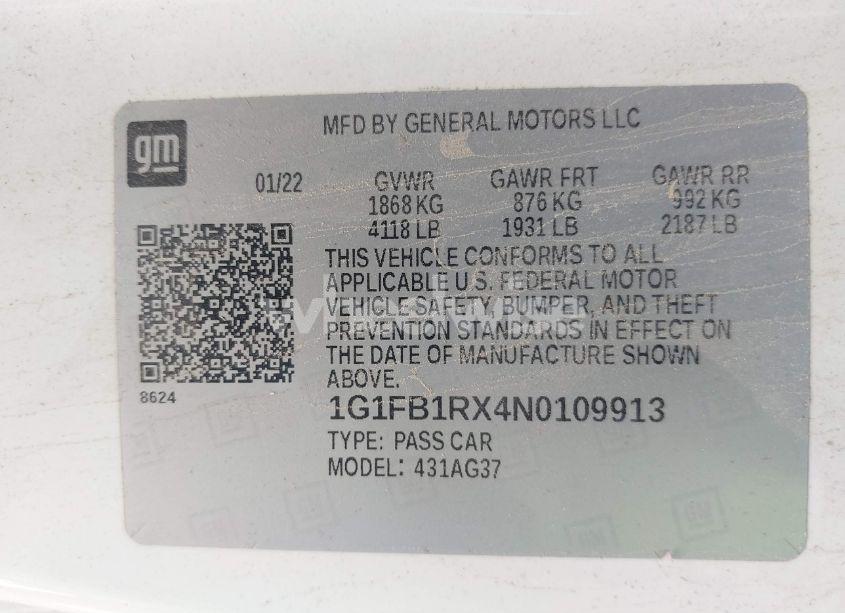 MFD BY GENERAL MOTORS LLC
gm
01/22 GVWR GAWR FRT GAWR RR
1868 KG 876 KG 992 KG
4118 LB 1931 LB 2187 LB
THIS VEHICLE CONFORMS TO ALL
APPLICABLE U.S. FEDERAL MOTOR
VEHICLE SAFETY, BUMPER, AND THEFT
PREVENTION STANDARDS IN EFFECT ON
THE DATE OF MANUFACTURE SHOWN
ABOVE.
8624
1G1FB1RX4N0109913
TYPE: PASS CAR
MODEL: 431AG37
GM
GM